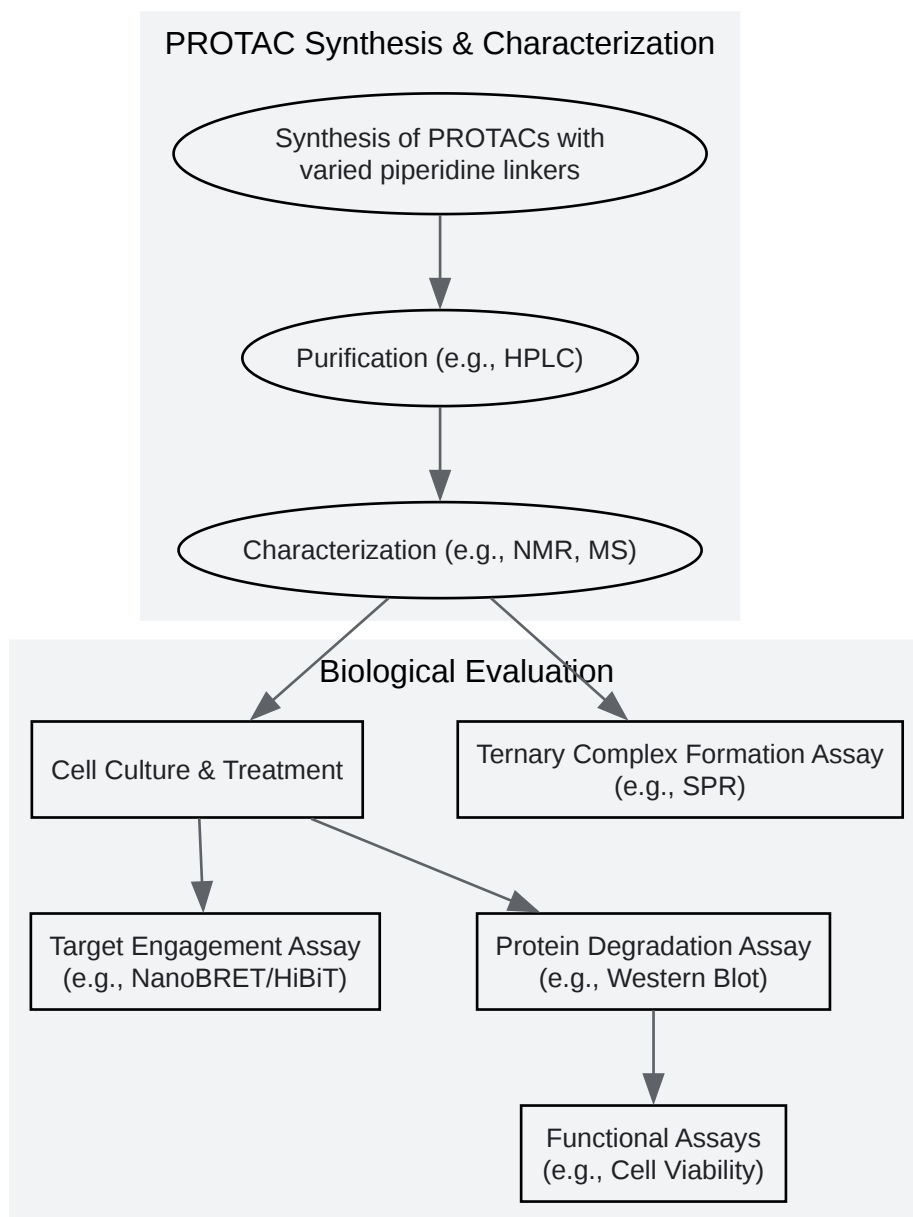 PROTAC Synthesis & Characterization
Synthesis of PROTACs with
varied piperidine linkers
Purification (e.g., HPLC)
Characterization (e.g., NMR, MS)
Biological Evaluation
Cell Culture & Treatment
Ternary Complex Formation Assay
(e.g., SPR)
Target Engagement Assay
(e.g., NanoBRET/HiBiT)
Protein Degradation Assay
(e.g., Western Blot)
Functional Assays
(e.g., Cell Viability)